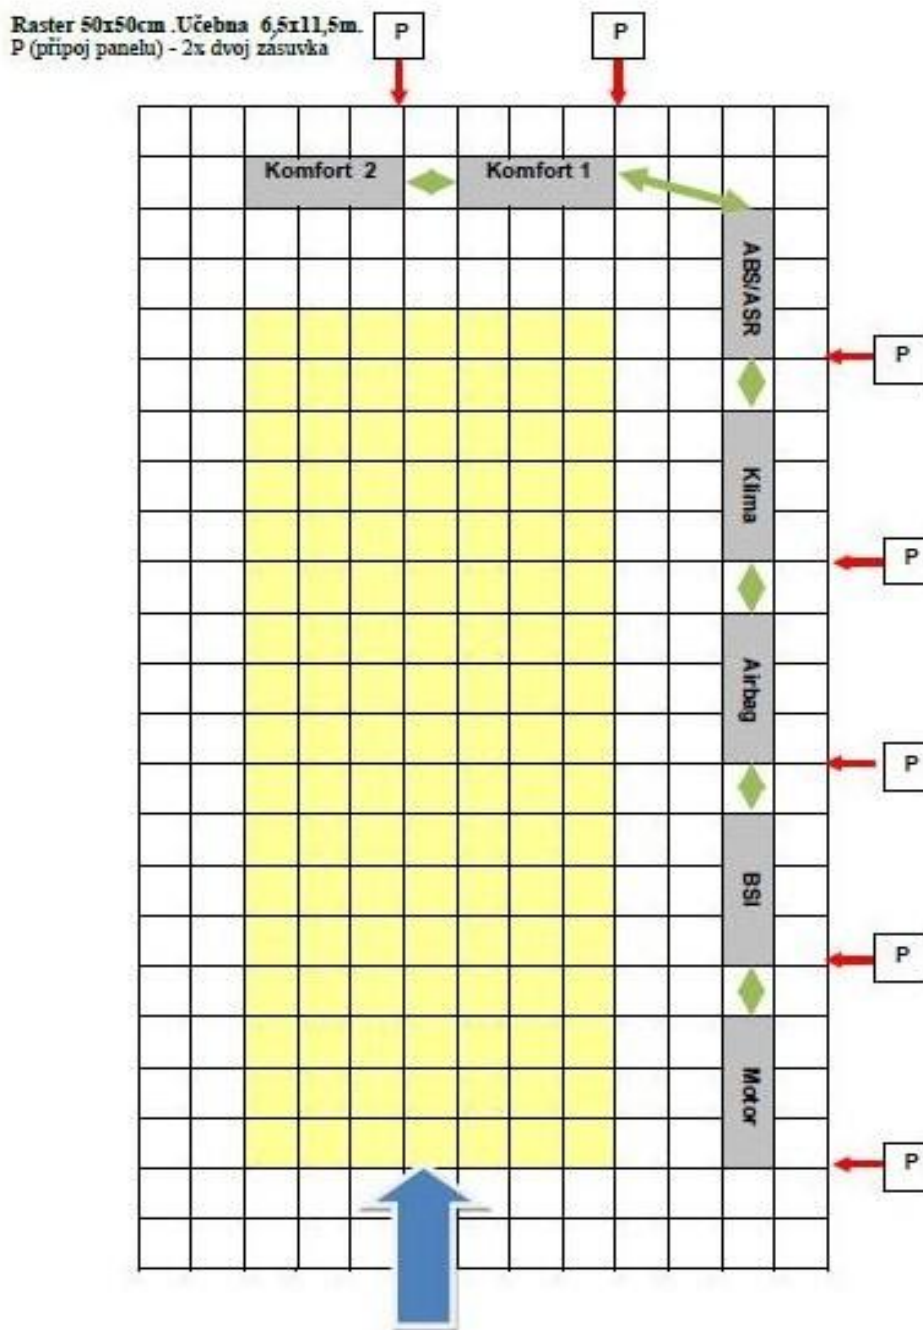 Raster 50x50cm .Učebna 6,5x11,5m.
P (přípoj panelu) - 2x dvoj zásuvka
P
P
Komfort 2
Komfort 1
ABS/ASR
P
Klima
P
Airbag
P
BSI
P
Motor
P